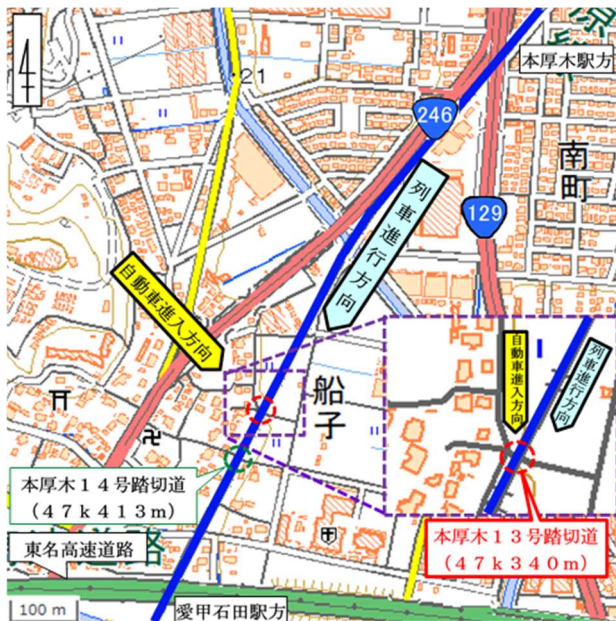 4
21
本厚木駅方
246
列車進行方向
南町
129
自動車進入方向
自動車進入方向
列車進行方向
船子
本厚木14号踏切道
(47k413m)
本厚木13号踏切道
(47k340m)
東名高速道路
路
100 m
愛甲石田駅方